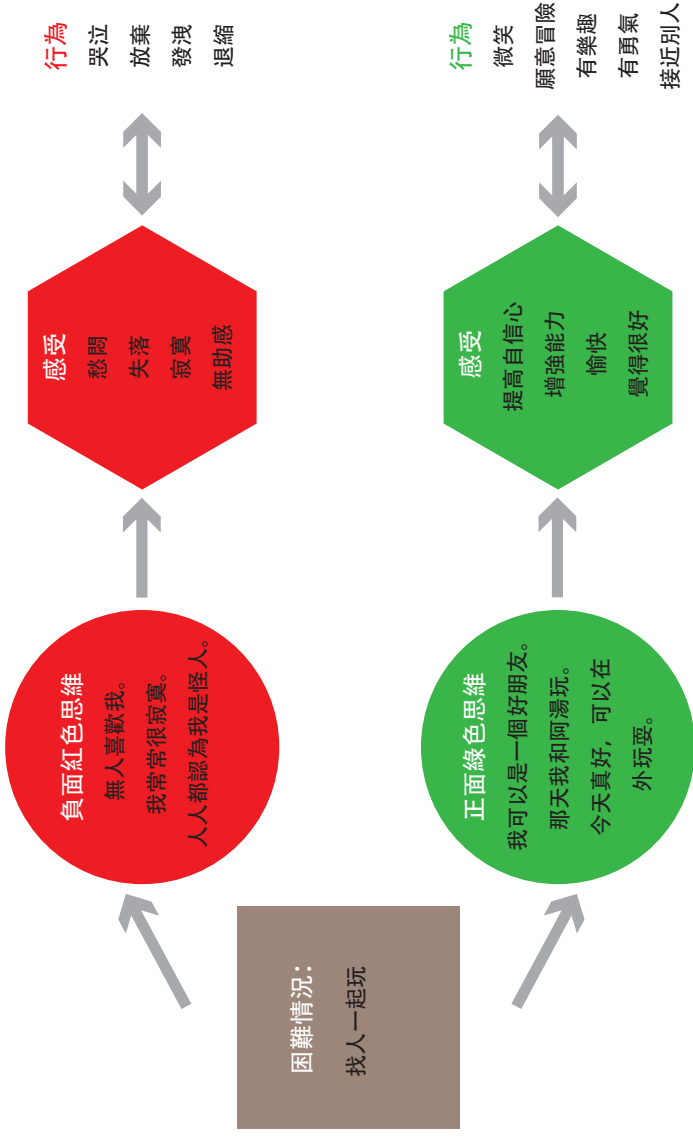 困難情況：
找人一起玩
負面紅色思維
無人喜歡我。
我常常很寂寞。
人人都認為我是怪人。
感受
愁悶
失落
寂寞
無助感
行為
哭泣
放棄
發洩
退縮
正面綠色思維
我可以是一個好朋友。
那天我和阿湯玩。
今天真好，可以在
外玩耍。
感受
提高自信心
增強能力
愉快
覺得很好
行為
微笑
願意冒險
有樂趣
有勇氣
接近別人